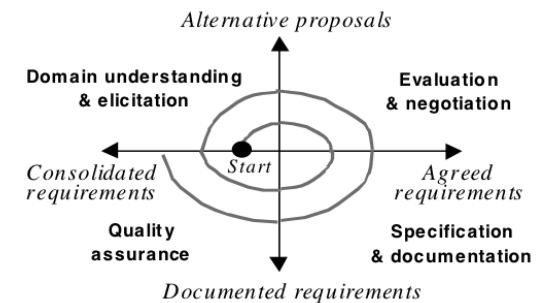 Alternative proposals
Domain understanding
& elicitation
Evaluation
& negotiation
Start
Consolidated
requirements
Agreed
requirements
Quality
assurance
Specification
& documentation
Documented requirements